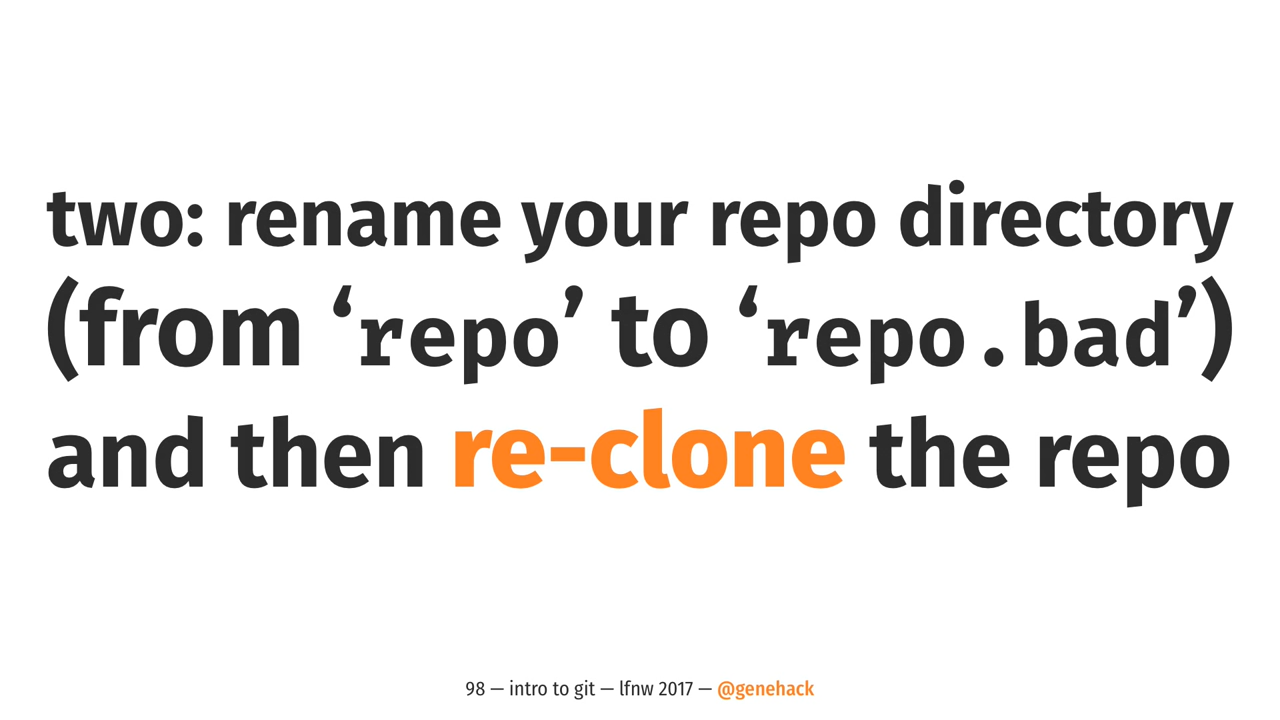 two: rename your repo directory
(from ‘repo’ to ‘repo.bad’)
and then re-clone the repo
98 — intro to git — lfnw 2017 — @genehack